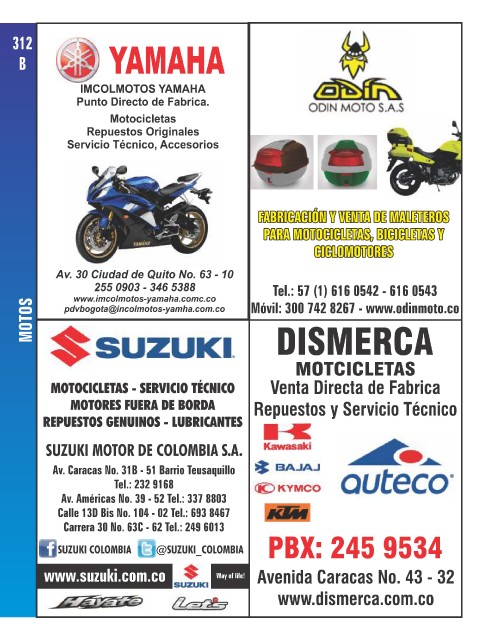 312
B
MOTOS
YAMAHA
IMCOLMOTOS YAMAHA
Punto Directo de Fabrica.
Motocicletas
Repuestos Originales
Servicio Técnico, Accesorios
Av. 30 Ciudad de Quito No. 63 - 10
255 0903 - 346 5388
www.imcolmotos-yamaha.comc.co
pdvbogota@incolmotos-yamha.com.co
ODIN
ODIN MOTO S.A.S
FABRICACIÓN Y VENTA DE MALETEROS
PARA MOTOCICLETAS, BICICLETAS Y
CICLOMOTORES
Tel.: 57 (1) 616 0542 - 616 0543
Móvil: 300 742 8267 - www.odinmoto.co
SUZUKI
MOTOCICLETAS - SERVICIO TÉCNICO
MOTORES FUERA DE BORDA
REPUESTOS GENUINOS - LUBRICANTES
SUZUKI MOTOR DE COLOMBIA S.A.
Av. Caracas No. 31B - 51 Barrio Teusaquillo
Tel.: 232 9168
Av. Américas No. 39 - 52 Tel.: 337 8803
Calle 13D Bis No. 104 - 02 Tel.: 693 8467
Carrera 30 No. 63C - 62 Tel.: 249 6013
SUZUKI COLOMBIA @SUZUKI_COLOMBIA
www.suzuki.com.co SUZUKI Way of life!
Hayate Let's
DISMERCA
MOTCICLETAS
Venta Directa de Fabrica
Repuestos y Servicio Técnico
Kawasaki
BAJAJ
KYMCO
KTM
auteco
PBX: 245 9534
Avenida Caracas No. 43 - 32
www.dismerca.com.co